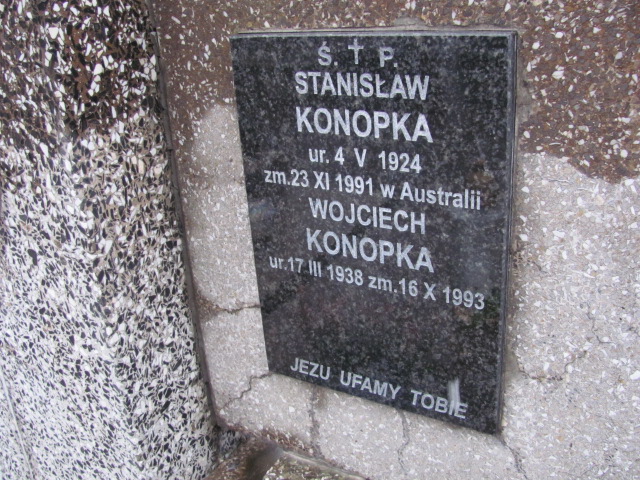 Ś. † P.
STANISŁAW
KONOPKA
ur. 4 V 1924
zm.23 XI 1991 w Australii
WOJCIECH
KONOPKA
ur.17 III 1938 zm.16 X 1993
JEZU UFAMY TOBIE